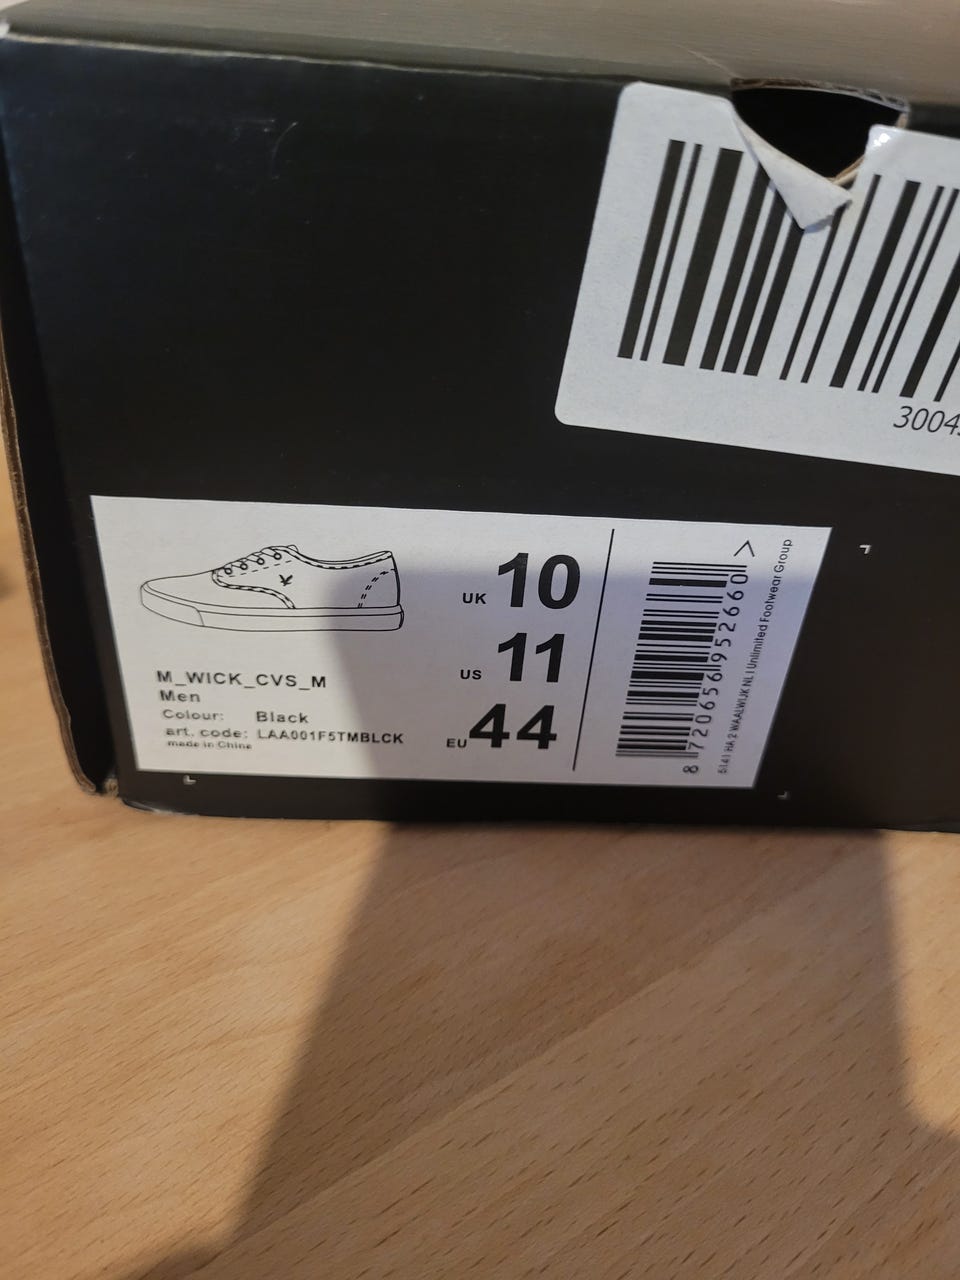 3004
M_WICK_CVS_M
Men
Colour: Black
art. code: LAA001F5TMBLCK
made in China
UK 10
US 11
EU 44
8 720656 952660 >
5141 HA 2 WAALWIJK NL | Unlimited Footwear Group